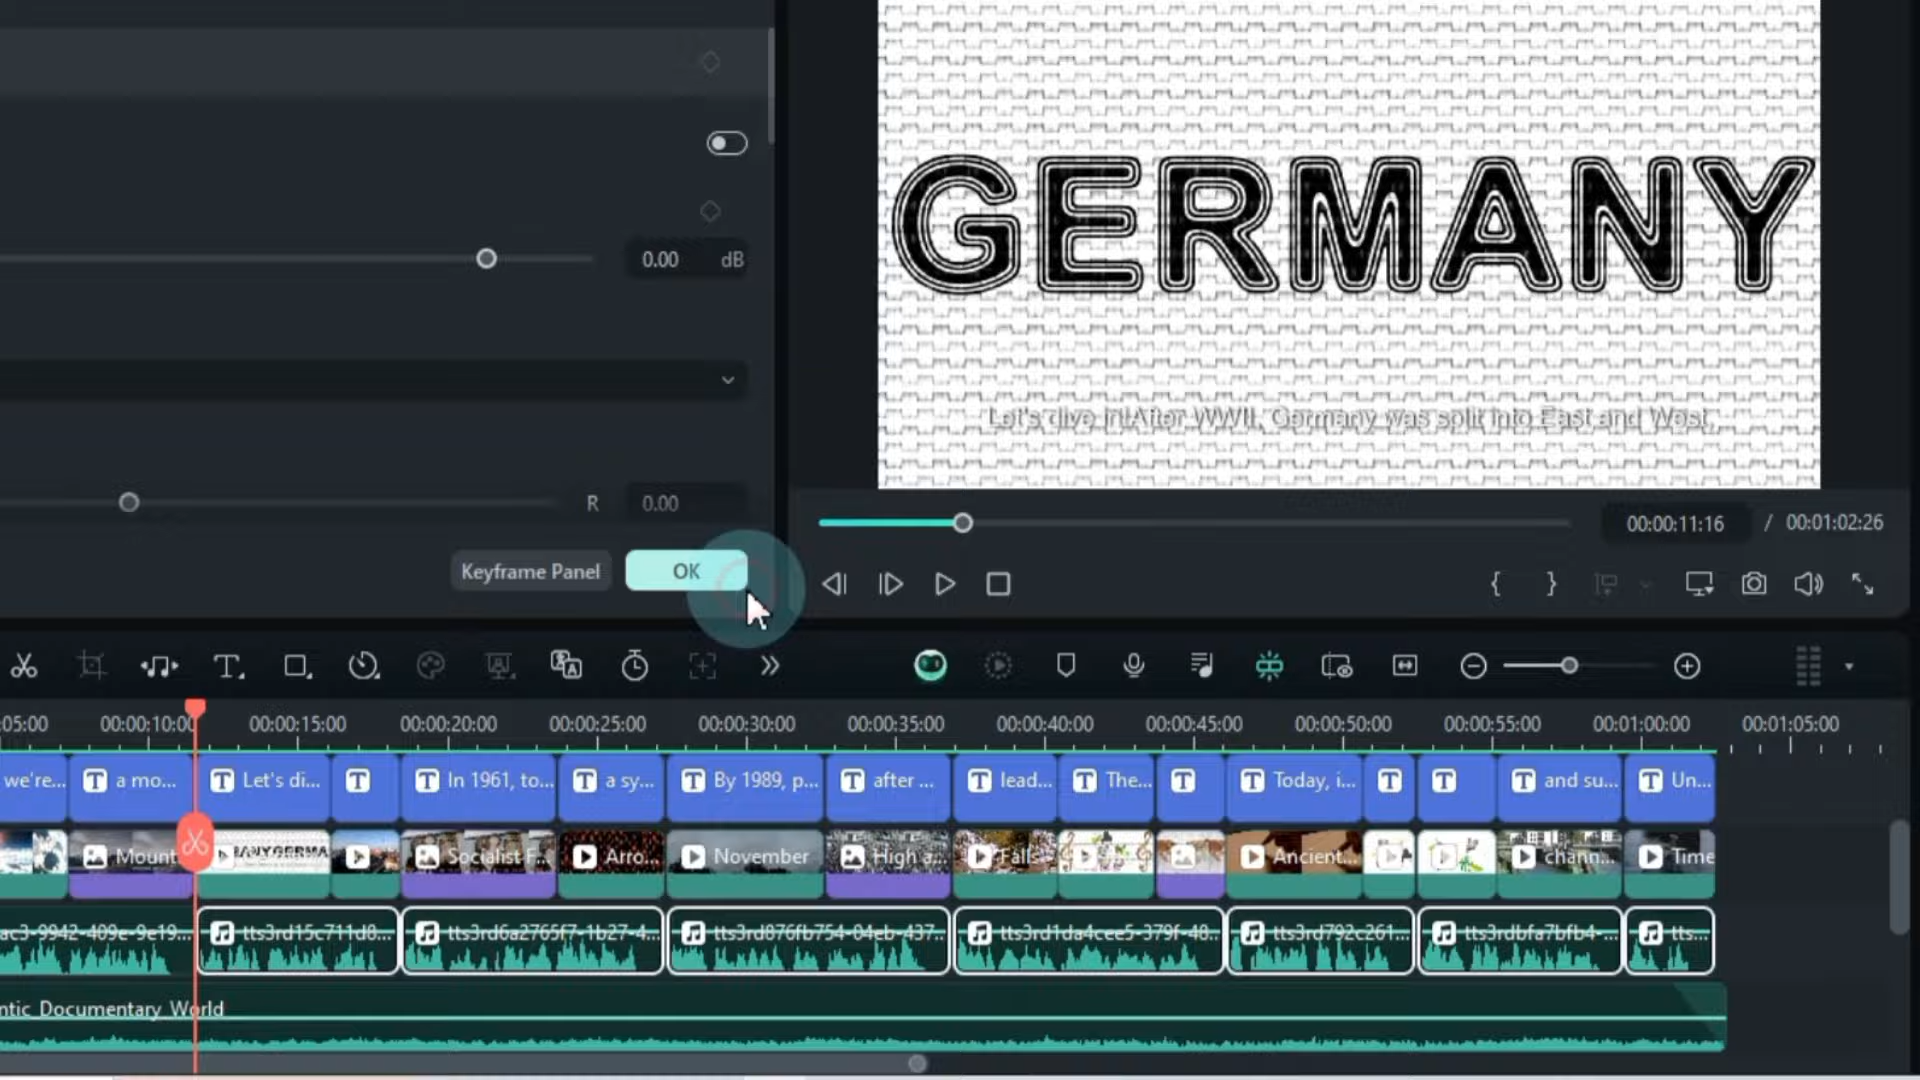 GERMANY
0.00 dB
Let's dive in!After WWII, Germany was split into East and West,
R 0.00
00:00:11:16 / 00:01:02:26
Keyframe Panel OK
:05:00 00:00:10:00 00:00:15:00 00:00:20:00 00:00:25:00 00:00:30:00 00:00:35:00 00:00:40:00 00:00:45:00 00:00:50:00 00:00:55:00 00:01:00:00 00:01:05:00
we're... a mo... Let's di... In 1961, to... a sy... By 1989, p... after ... lead... The... Today, i... and su... Un...
Mount Socialist F... Arro... November High a... Falls Ancient... chann... Time
ac3-9942-409e-9e19... tts3rd15c711d8... tts3rd6a2765f7-1b27-4... tts3rd876fb754-04eb-437... tts3rd1da4cee5-379f-48... tts3rd792c261... tts3rdbfa7bfb4-... tts...
ntic_Documentary_World